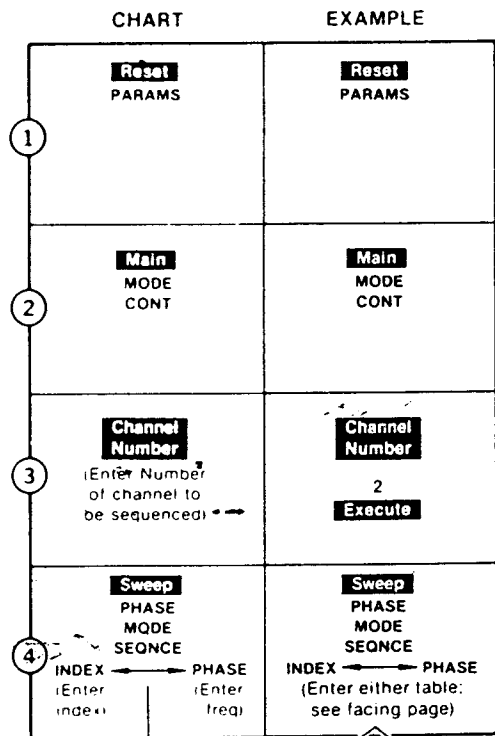 CHART EXAMPLE
1
Reset
PARAMS
Reset
PARAMS
2
Main
MODE
CONT
Main
MODE
CONT
3
Channel
Number
(Enter Number
of channel to
be sequenced)
Channel
Number
2
Execute
4
Sweep
PHASE
MODE
SEQNCE
INDEX PHASE
(Enter (Enter
index) freq)
Sweep
PHASE
MODE
SEQNCE
INDEX PHASE
(Enter either table;
see facing page)